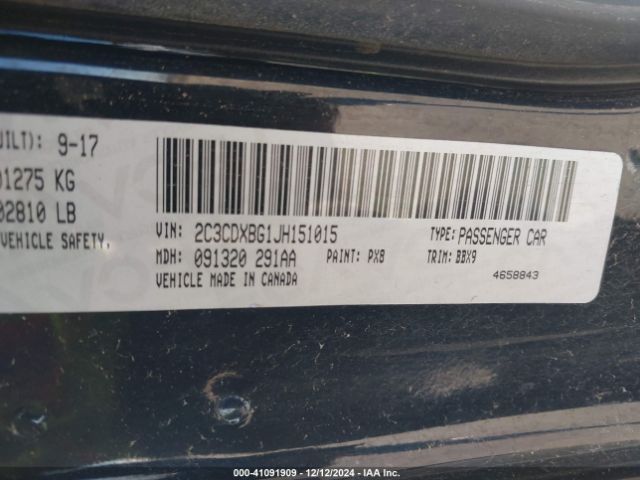 UILT): 9-17
01275 KG
02810 LB
VEHICLE SAFETY,
VIN: 2C3CDXBG1JH151015 TYPE: PASSENGER CAR
MDH: 091320 291AA PAINT: PX8 TRIM: BBX9
VEHICLE MADE IN CANADA 4658843
000-41091909 - 12/12/2024 - IAA Inc.